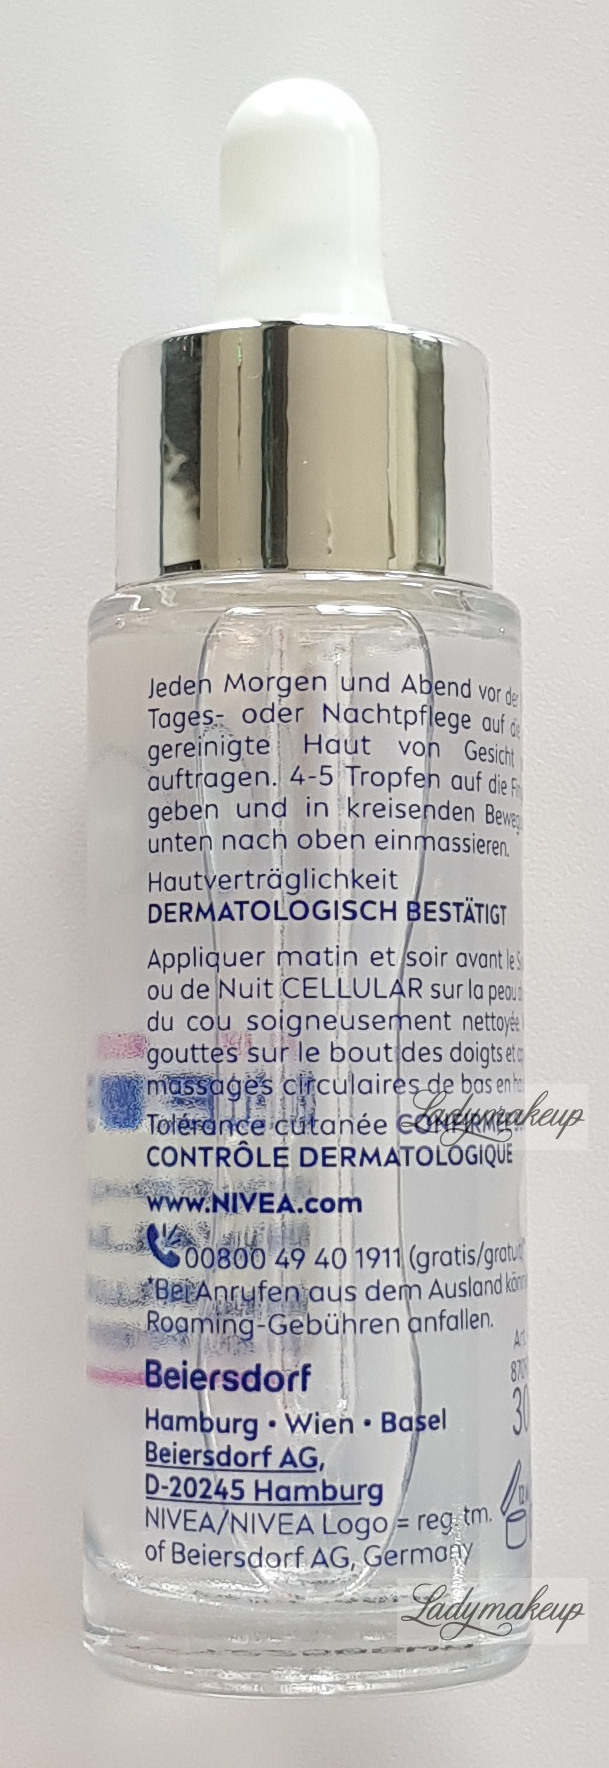 Jeden Morgen und Abend vor der
Tages- oder Nachtpflege auf die
gereinigte Haut von Gesicht
auftragen. 4-5 Tropfen auf die
geben und in kreisenden
unten nach oben einmassieren.
Hautverträglichkeit
DERMATOLOGISCH BESTÄTIGT
Appliquer matin et soir avant le
ou de Nuit CELLULAR sur la peau
du cou soigneusement nettoyée
gouttes sur le bout des doigts et
massages circulaires de bas en
Tolérance cutanée CONFIRMÉE
CONTRÔLE DERMATOLOGIQUE
www.NIVEA.com
00800 49 40 1911 (gratis/gratuit)*
*Bei Anrufen aus dem Ausland
Roaming-Gebühren anfallen.
Beiersdorf
Hamburg • Wien • Basel
Beiersdorf AG,
D-20245 Hamburg
NIVEA/NIVEA Logo = reg. tm.
of Beiersdorf AG, Germany
Art.
30
12
Ladymakeup
Ladymakeup